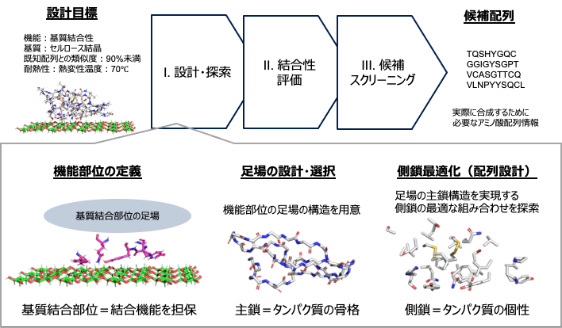 設計目標
機能：基質結合性
基質：セルロース結晶
既知配列との類似度：90%未満
耐熱性：熱変性温度：70℃
I. 設計・探索
II. 結合性
評価
III. 候補
スクリーニング
候補配列
TQSHYGQC
GGIGYSGPT
VCASGTTCQ
VLNPYYSQCL
実際に合成するために
必要なアミノ酸配列情報
機能部位の定義
基質結合部位の足場
基質結合部位＝結合機能を担保
足場の設計・選択
機能部位の足場の構造を用意
主鎖＝タンパク質の骨格
側鎖最適化（配列設計）
足場の主鎖構造を実現する
側鎖の最適な組み合わせを探索
側鎖＝タンパク質の個性